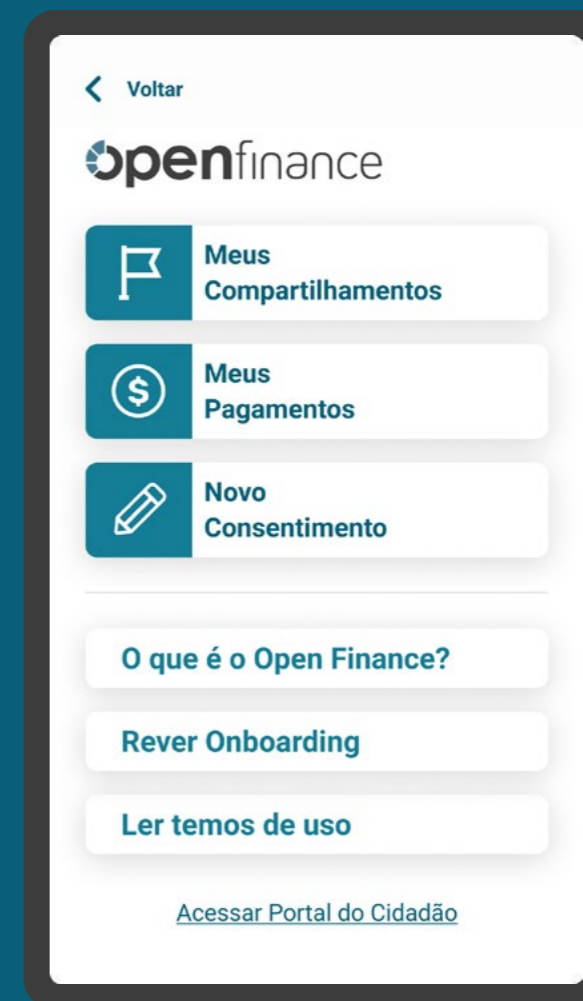 Voltar
openfinance
Meus
Compartilhamentos
Meus
Pagamentos
Novo
Consentimento
O que é o Open Finance?
Rever Onboarding
Ler temos de uso
Acessar Portal do Cidadão